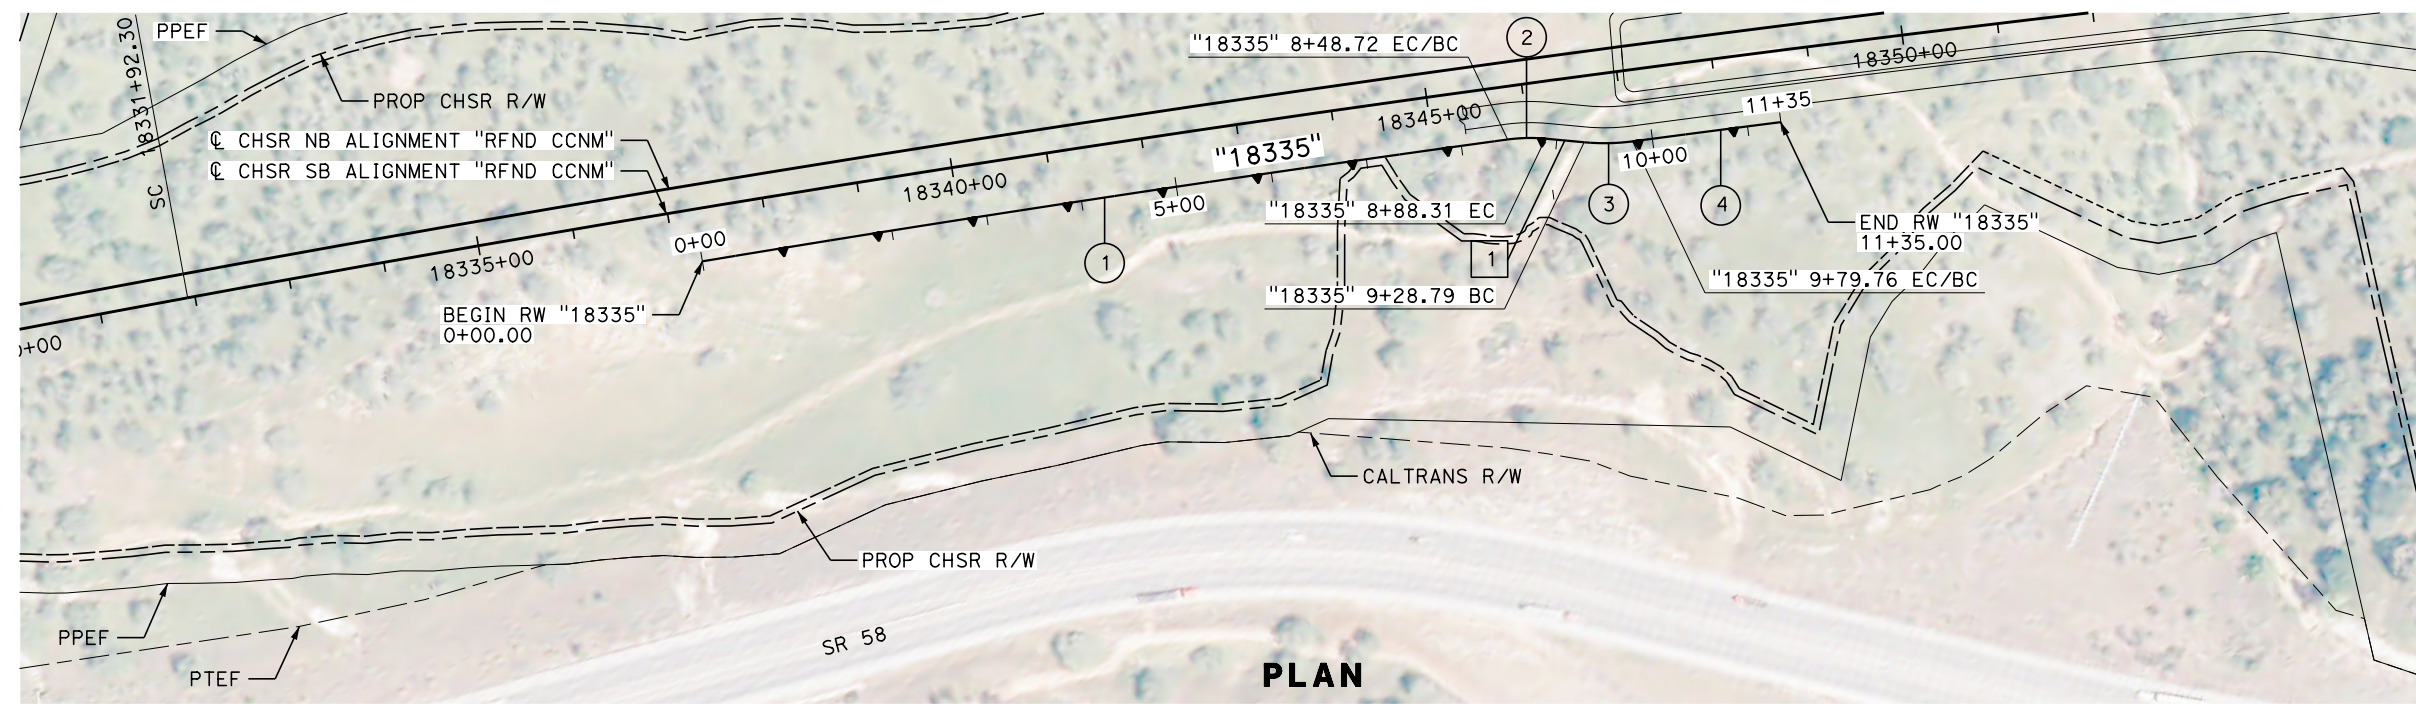 PPEF
18331+92.30
SC
PROP CHSR R/W
℄ CHSR NB ALIGNMENT "RFND CCNM"
℄ CHSR SB ALIGNMENT "RFND CCNM"
"18335" 8+48.72 EC/BC
2
18350+00
11+35
18345+00
"18335"
10+00
18340+00
5+00
"18335" 8+88.31 EC
3
4
END RW "18335"
11+35.00
0+00
18335+00
1
1
"18335" 9+79.76 EC/BC
"18335" 9+28.79 BC
BEGIN RW "18335"
0+00.00
+00
CALTRANS R/W
PROP CHSR R/W
PPEF
SR 58
PTEF
PLAN